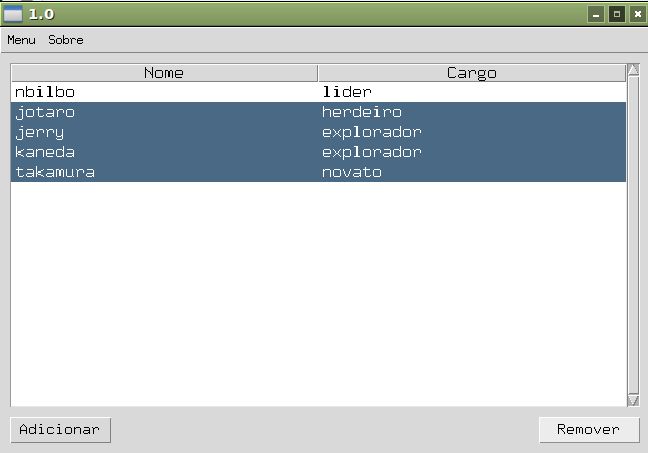 1.0
Menu Sobre
Nome Cargo
nbilbo lider
jotaro herdeiro
jerry explorador
kaneda explorador
takamura novato
Adicionar Remover